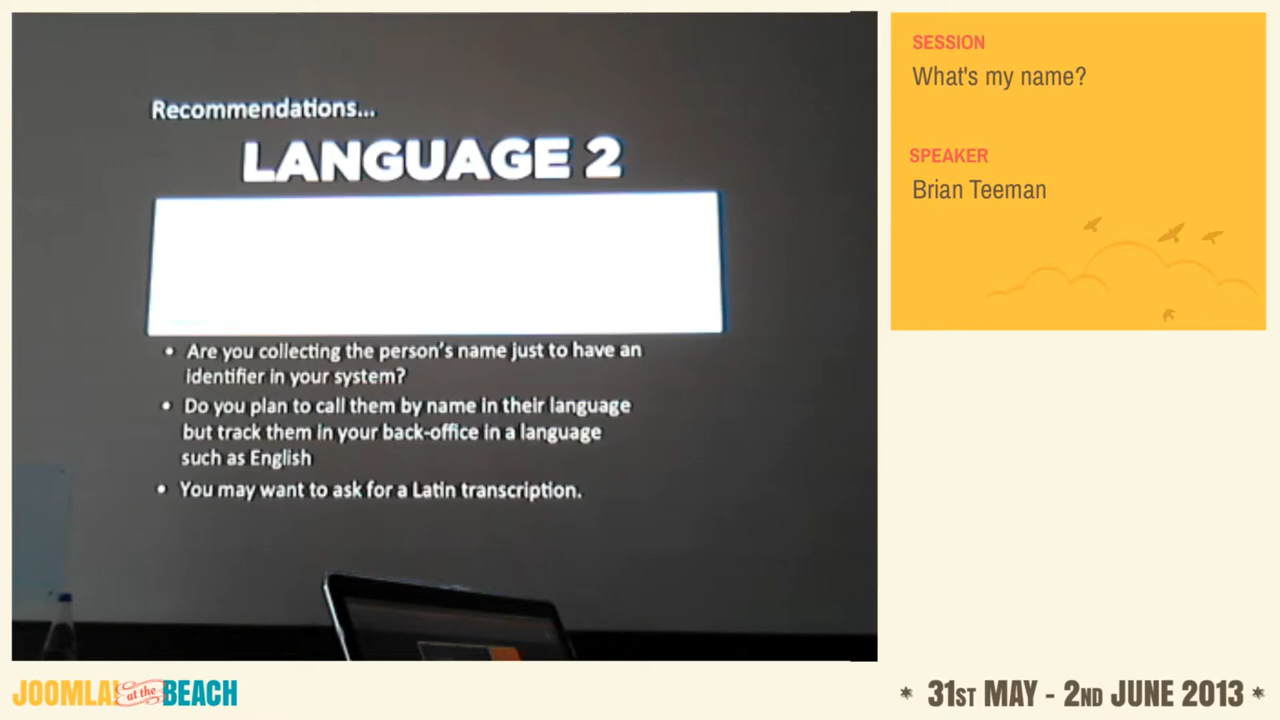 Recommendations...
LANGUAGE 2
• Are you collecting the person's name just to have an
identifier in your system?
• Do you plan to call them by name in their language
but track them in your back-office in a language
such as English
• You may want to ask for a Latin transcription.
SESSION
What's my name?
SPEAKER
Brian Teeman
JOOMLA! at the BEACH
* 31ST MAY - 2ND JUNE 2013 *